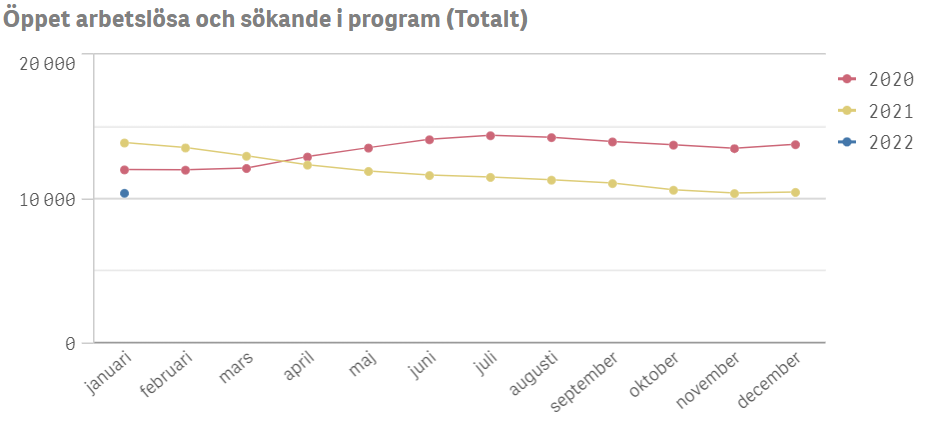 Öppet arbetslösa och sökande i program (Totalt)
20 000
10 000
0
januari
februari
mars
april
maj
juni
juli
augusti
september
oktober
november
december
2020
2021
2022